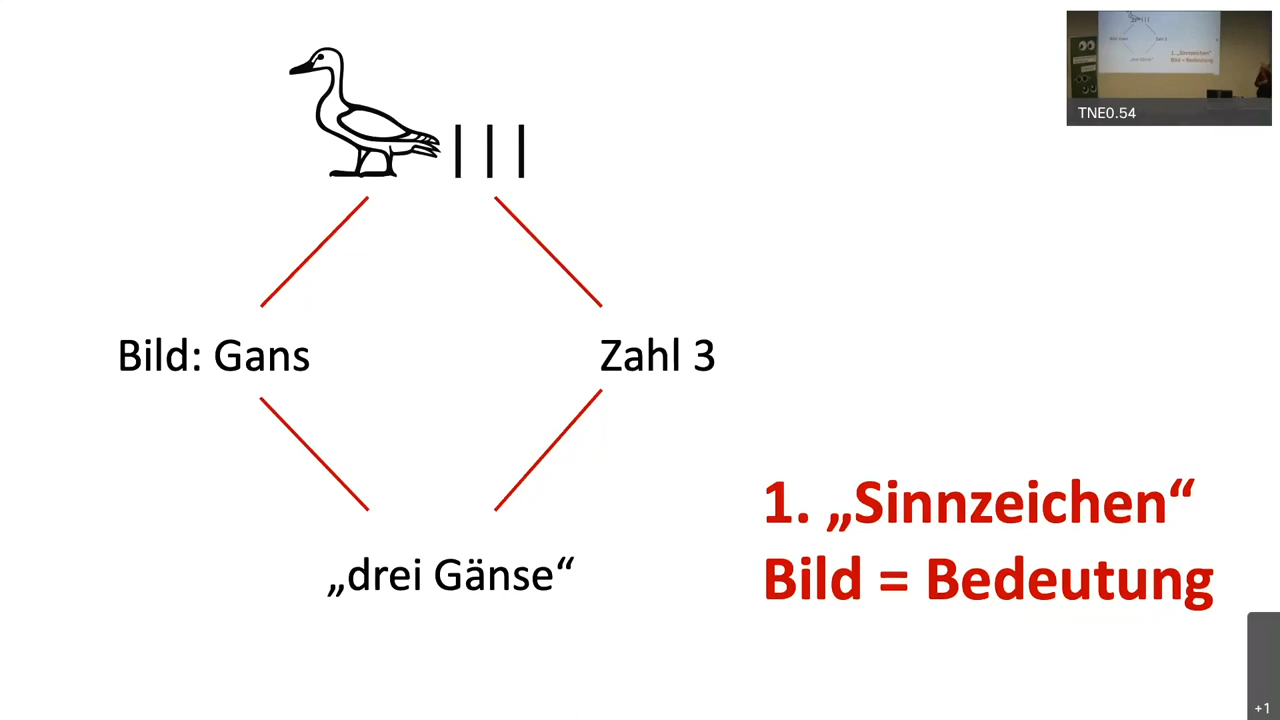 TNE0.54
Bild: Gans
Zahl 3
„drei Gänse“
1. „Sinnzeichen“
Bild = Bedeutung
+1